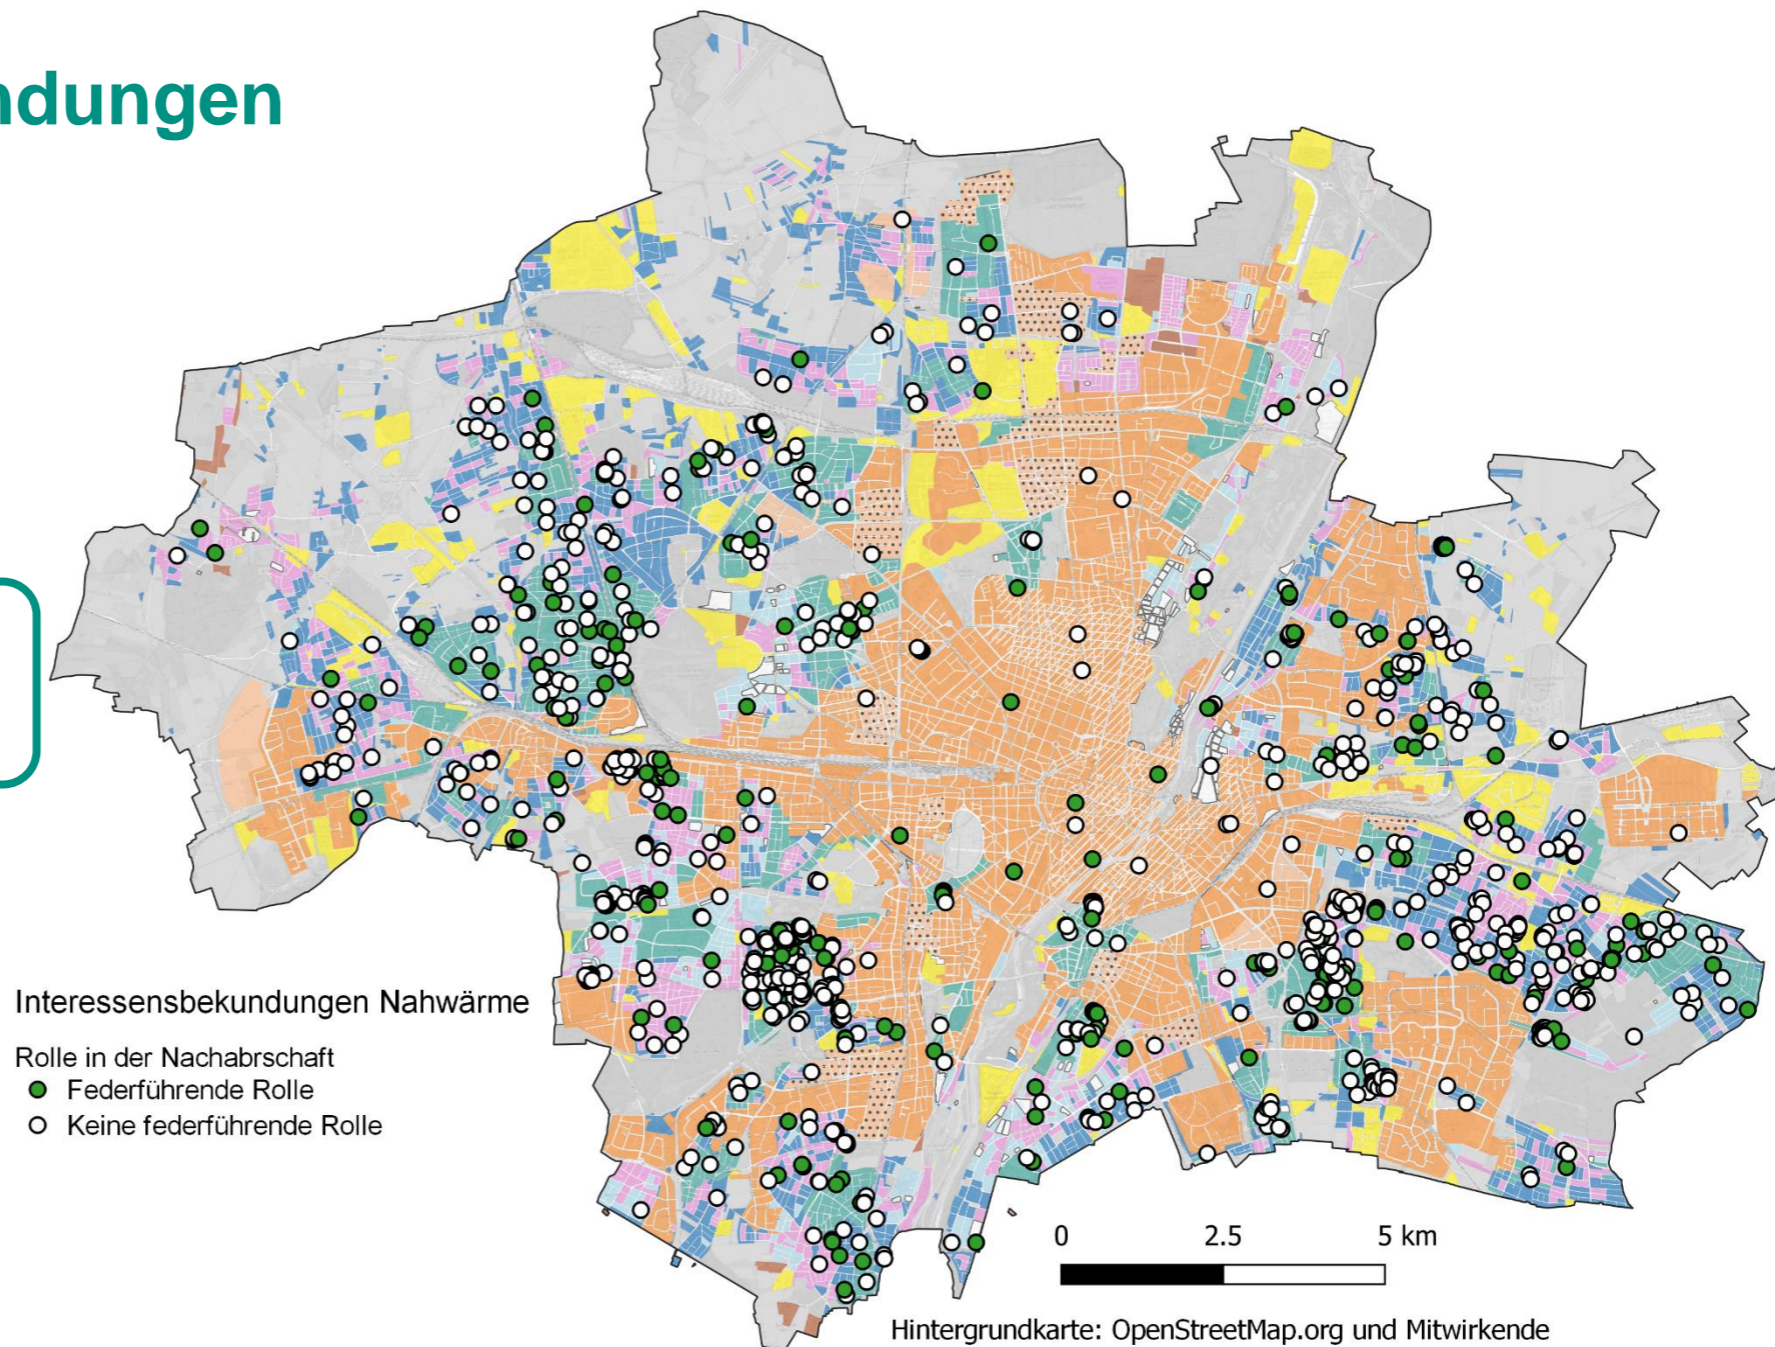 ndungen
Interessensbekundungen Nahwärme
Rolle in der Nachabrschaft
Federführende Rolle
Keine federführende Rolle
0 2.5 5 km
Hintergrundkarte: OpenStreetMap.org und Mitwirkende